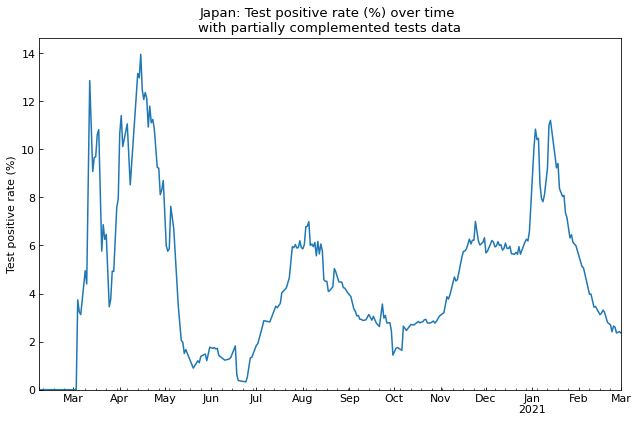 Japan: Test positive rate (%) over time
with partially complemented tests data
14
12
10
8
6
4
2
0
Test positive rate (%)
Mar Apr May Jun Jul Aug Sep Oct Nov Dec Jan Feb Mar
2021